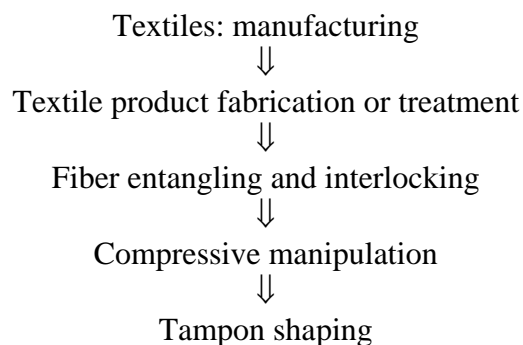 Textiles: manufacturing
⇓
Textile product fabrication or treatment
⇓
Fiber entangling and interlocking
⇓
Compressive manipulation
⇓
Tampon shaping